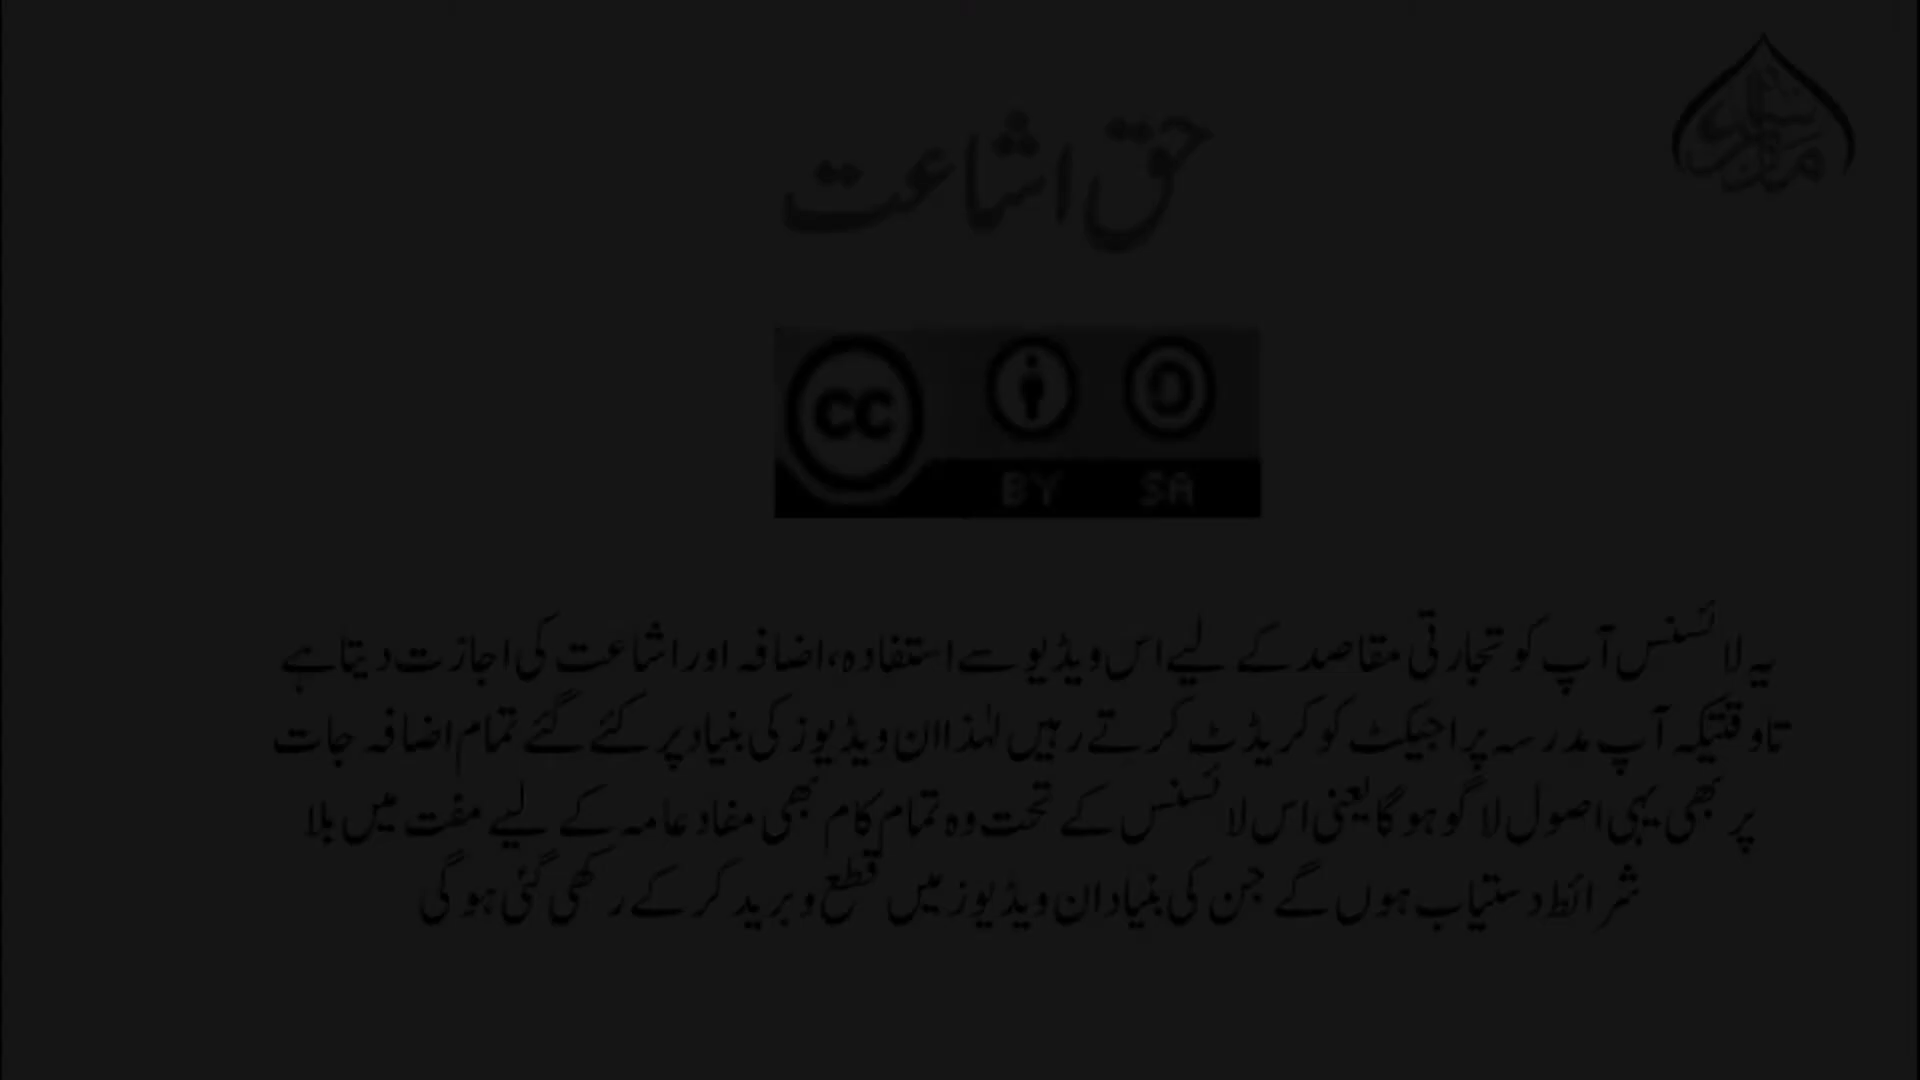 حق اشاعت
cc
BY SA
یہ لائسنس آپ کو تجارتی مقاصد کے لیے اس ویڈیو سے استفادہ، اضافہ اور اشاعت کی اجازت دیتا ہے
تاوقتیکہ آپ مدرسہ پراجیکٹ کو کریڈٹ کرتے رہیں لہٰذا ان ویڈیوز کی بنیاد پر کئے گئے تمام اضافہ جات
پر بھی یہی اصول لاگو ہو گا یعنی اس لائسنس کے تحت وہ تمام کام بھی مفاد عامہ کے لیے مفت میں بلا
شرائط دستیاب ہوں گے جن کی بنیاد ان ویڈیوز میں قطع و برید کر کے رکھی گئی ہو گی